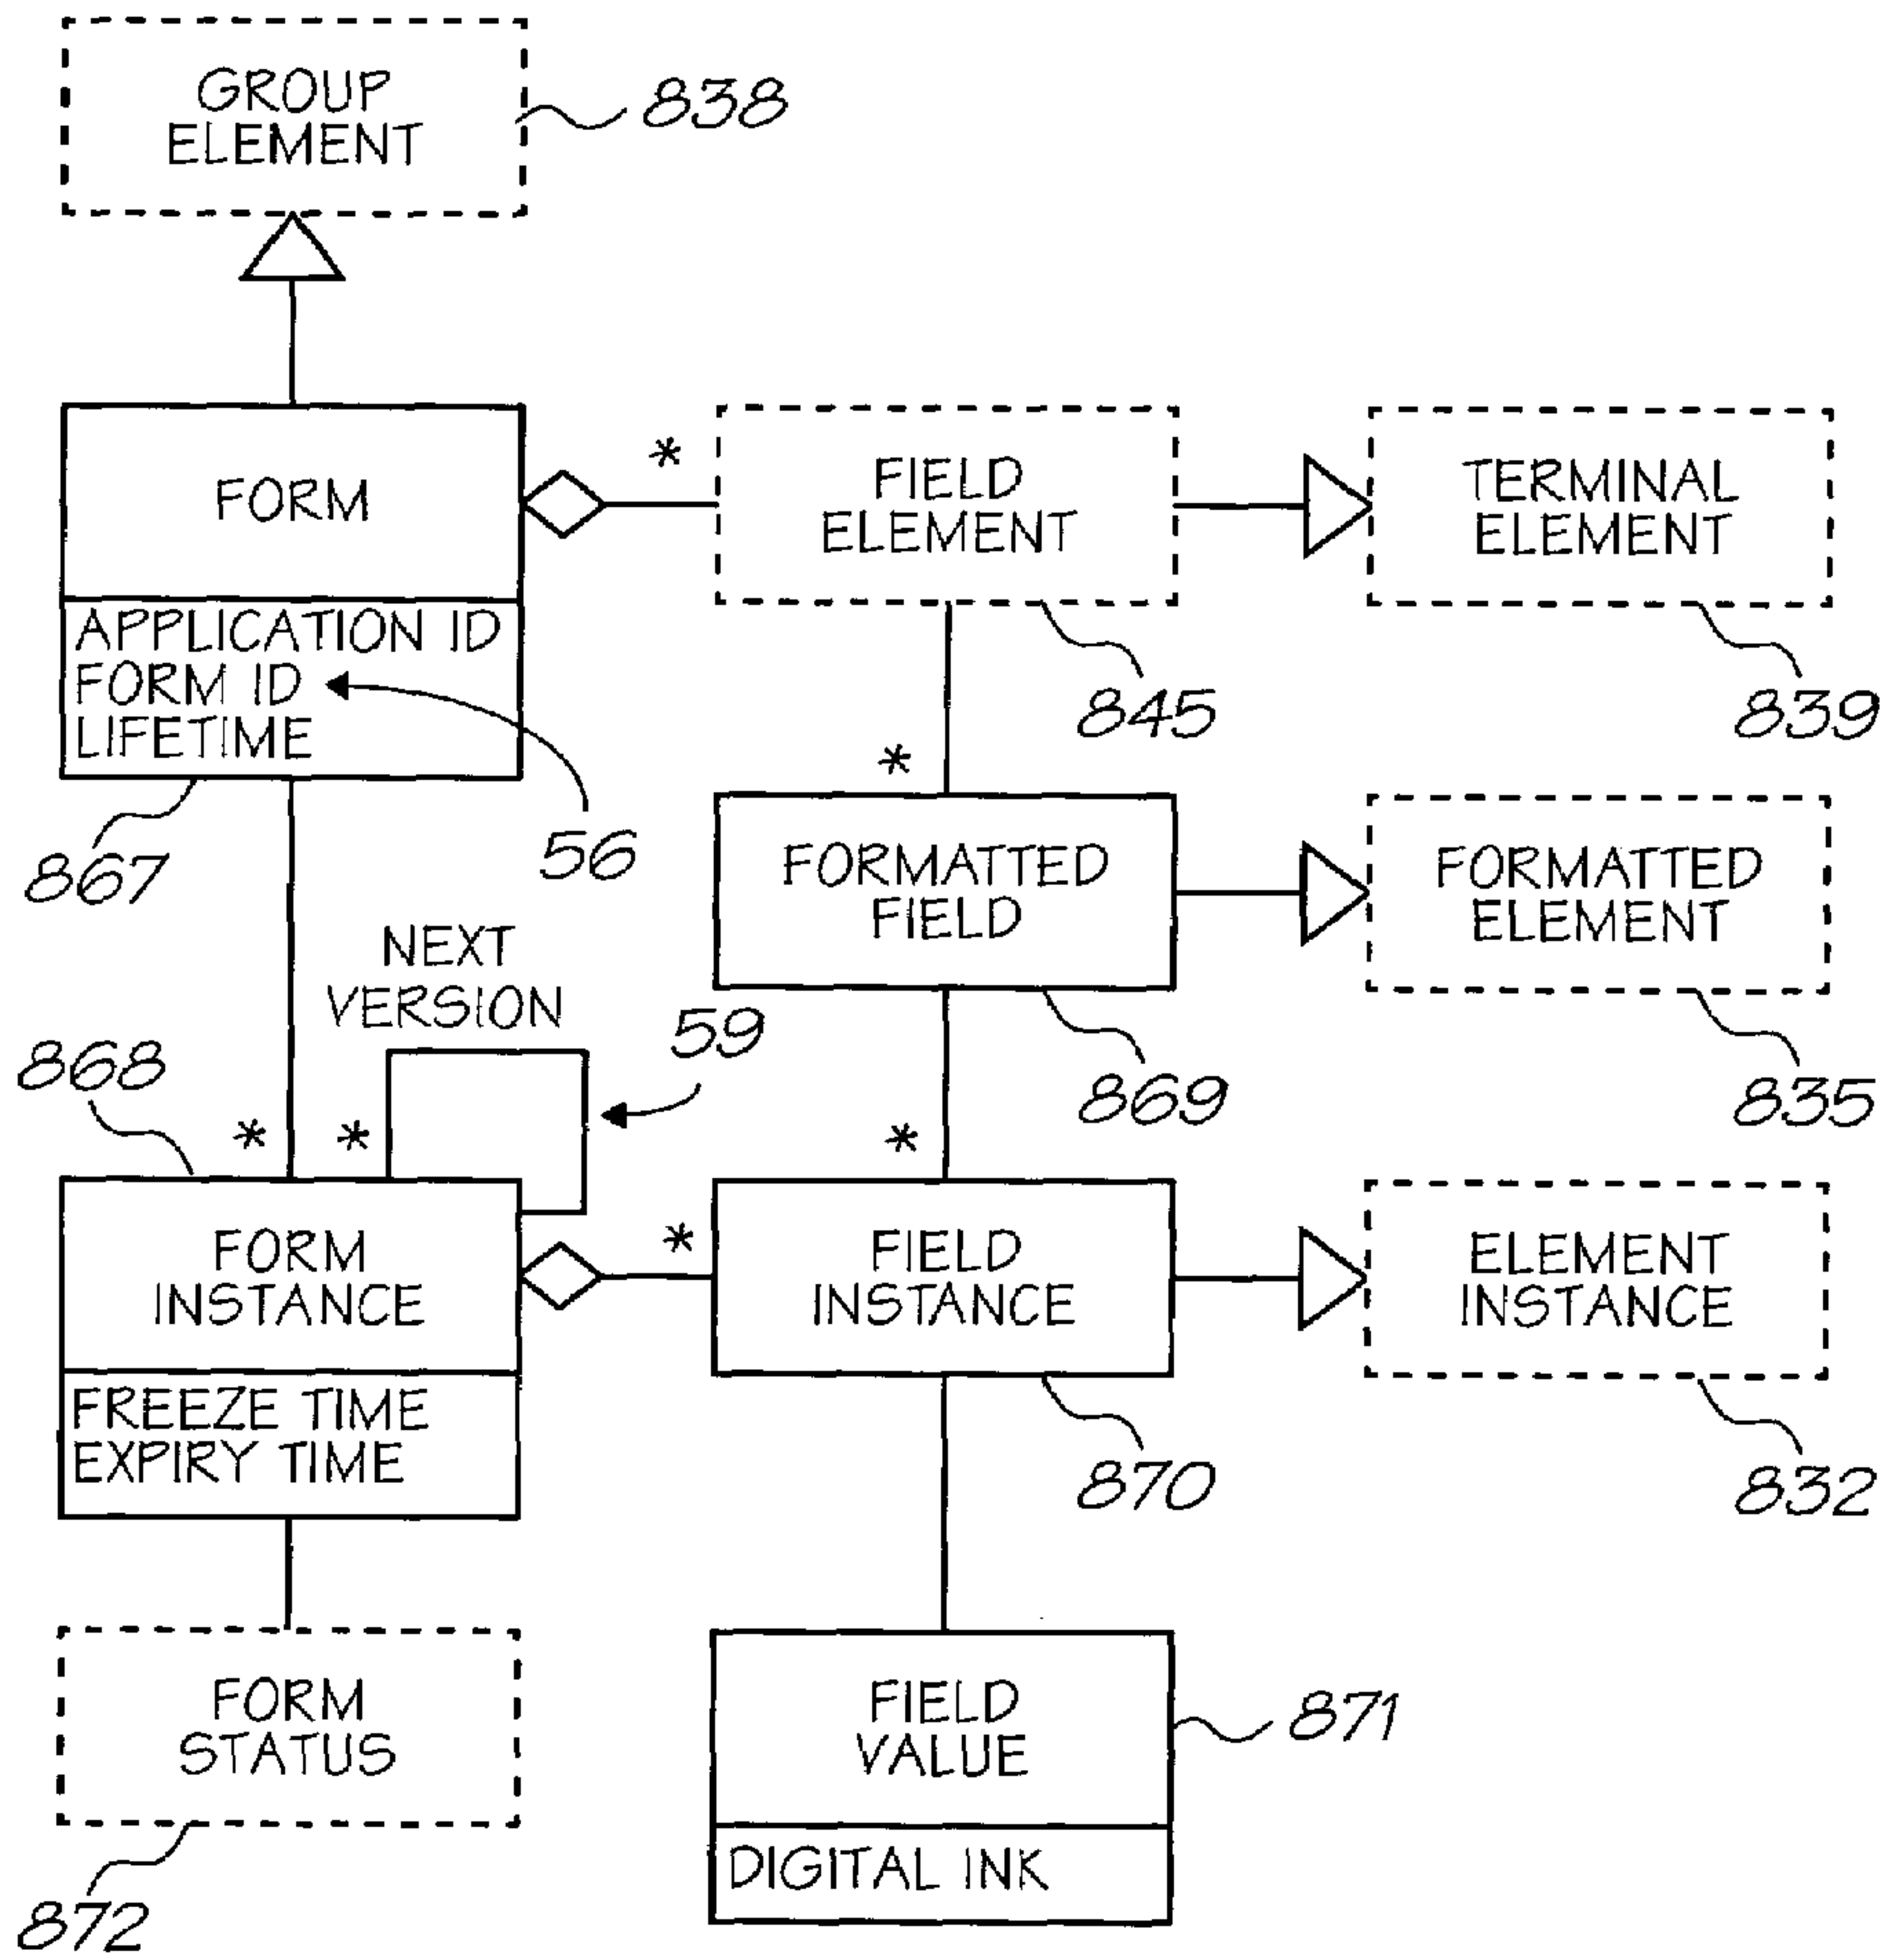 GROUP
ELEMENT
838
FORM
*
FIELD
ELEMENT
TERMINAL
ELEMENT
APPLICATION ID
FORM ID
LIFETIME
845
839
*
56
867
FORMATTED
FIELD
FORMATTED
ELEMENT
NEXT
VERSION
59
868
869
835
*
*
*
FORM
INSTANCE
*
FIELD
INSTANCE
ELEMENT
INSTANCE
FREEZE TIME
EXPIRY TIME
870
832
FORM
STATUS
FIELD
VALUE
871
DIGITAL INK
872